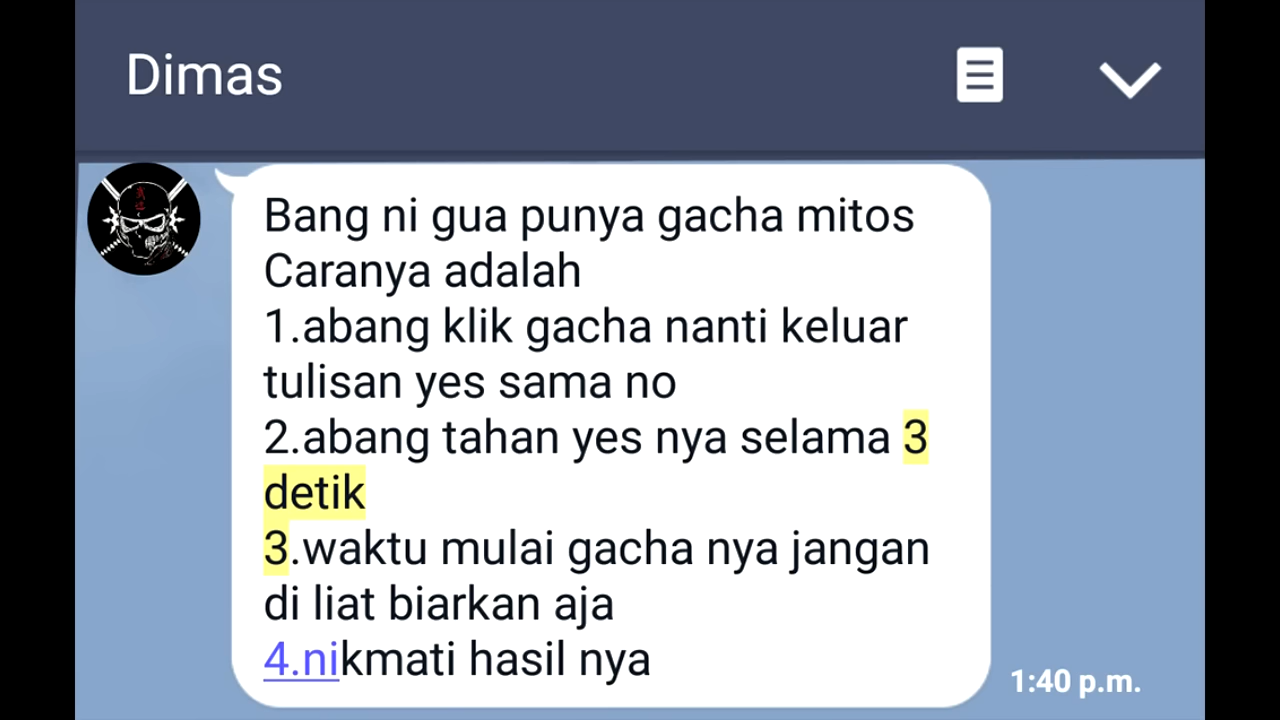 Dimas
Bang ni gua punya gacha mitos
Caranya adalah
1.abang klik gacha nanti keluar
tulisan yes sama no
2.abang tahan yes nya selama 3
detik
3.waktu mulai gacha nya jangan
di liat biarkan aja
4.nikmati hasil nya
1:40 p.m.